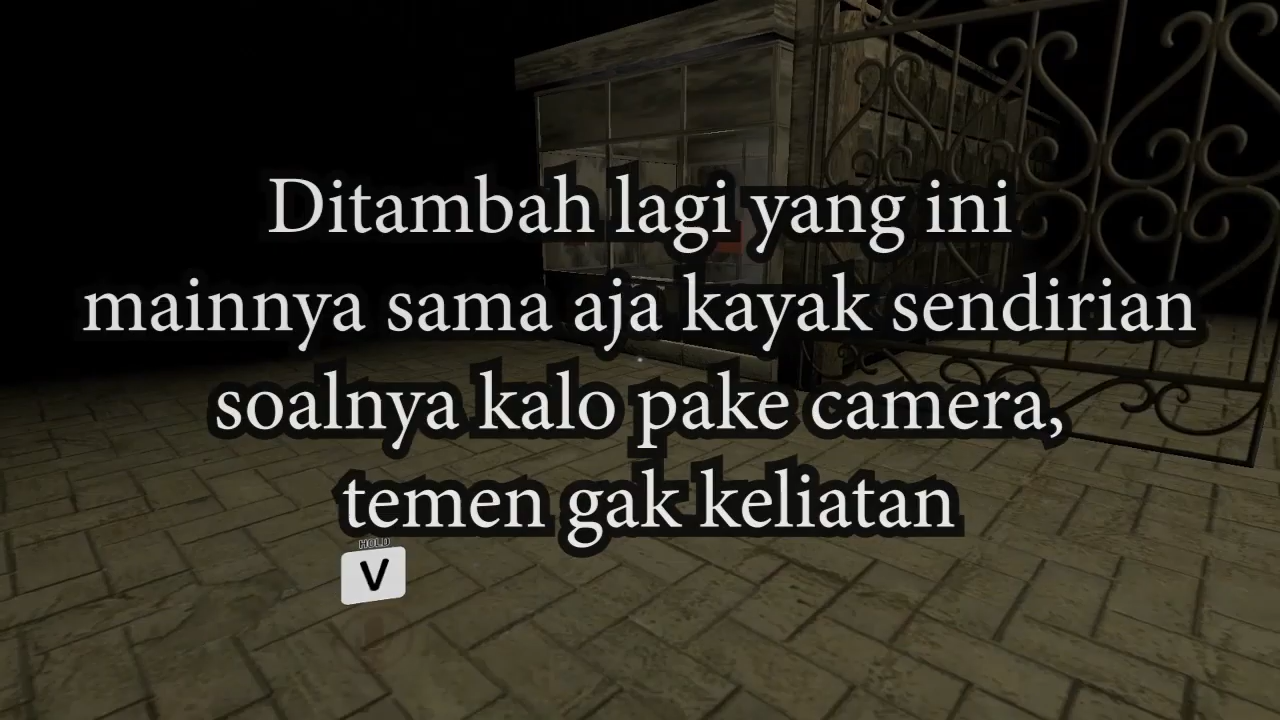 Ditambah lagi yang ini
mainnya sama aja kayak sendirian
soalnya kalo pake camera,
temen gak keliatan
HOLD
V